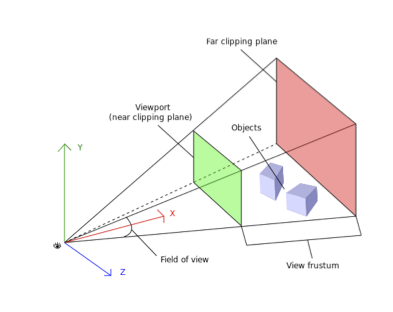 Far clipping plane
Viewport
(near clipping plane)
Objects
Y
X
Z
Field of view
View frustum